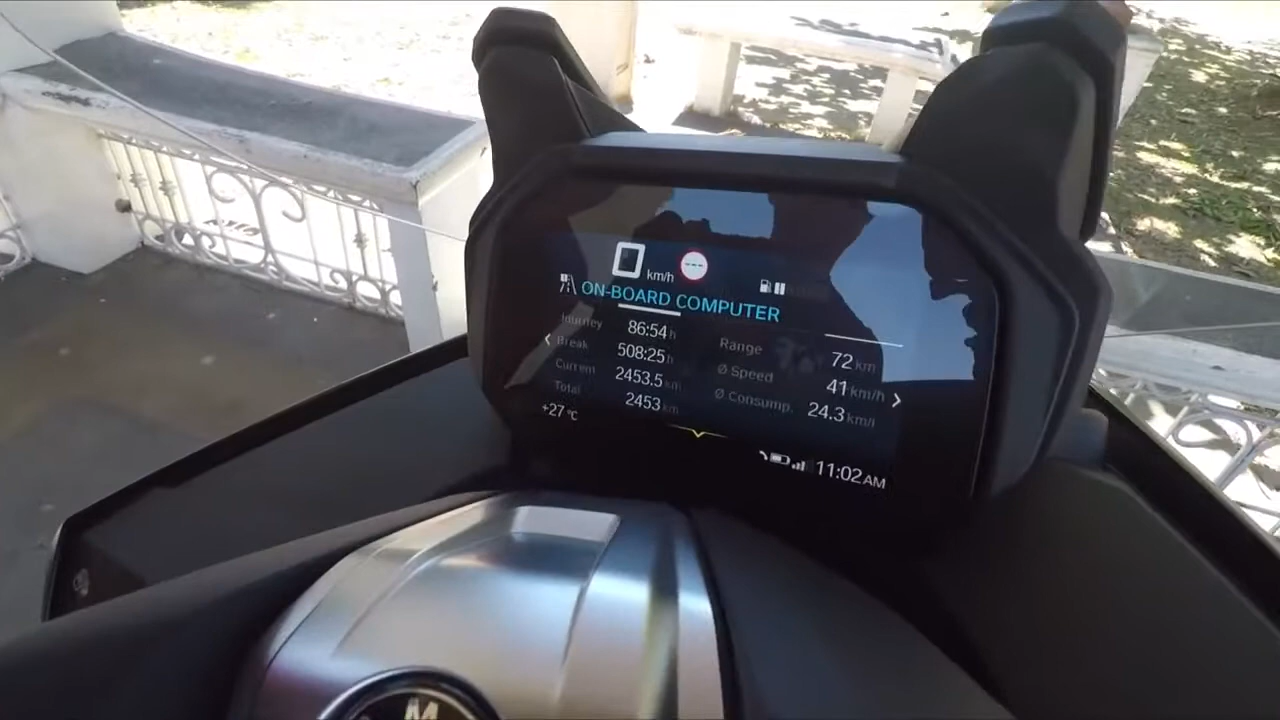 0 km/h ---
ON-BOARD COMPUTER
Journey 86:54 h
Break 508:25 h
Current 2453.5 km
Total 2453 km
Range 72 km
Ø Speed 41 km/h
Ø Consump. 24.3 km/l
+27 °C
11:02 AM
M